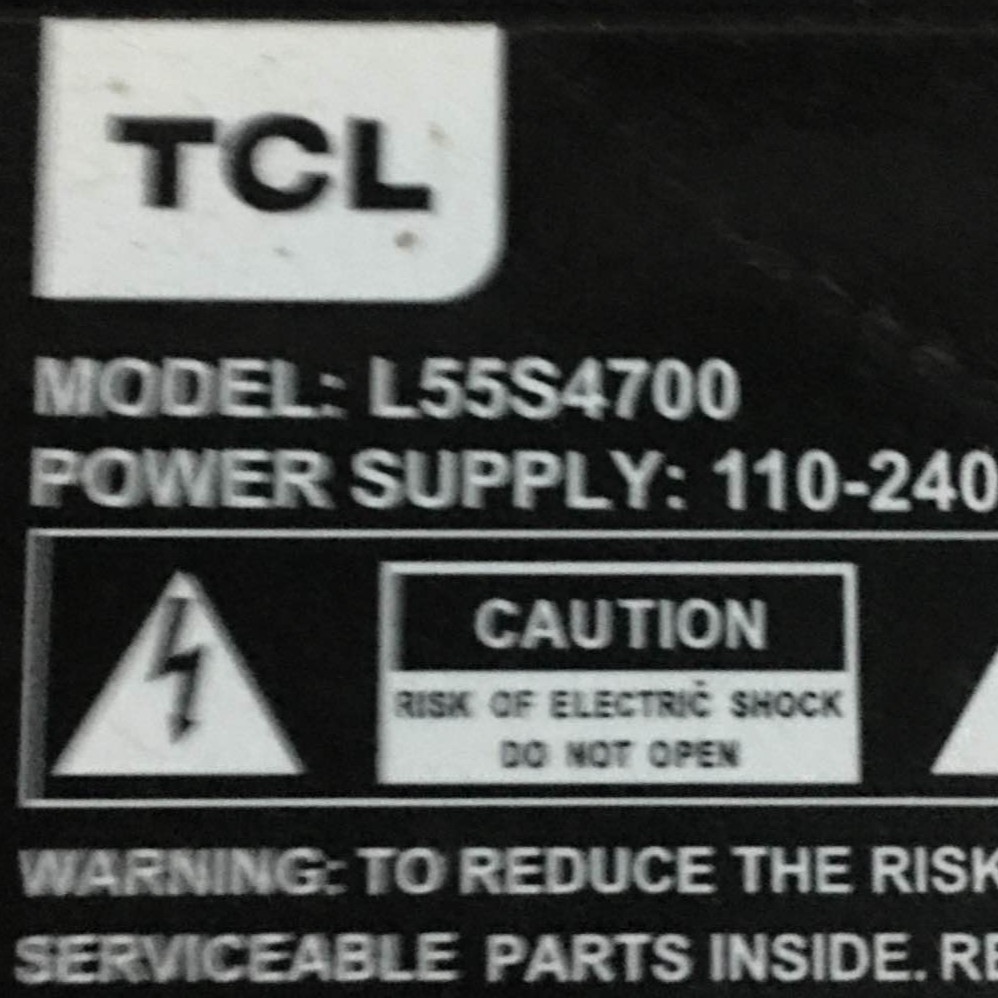 TCL
MODEL: L55S4700
POWER SUPPLY: 110-240
CAUTION
RISK OF ELECTRIC SHOCK
DO NOT OPEN
WARNING: TO REDUCE THE RISK
SERVICEABLE PARTS INSIDE. RE